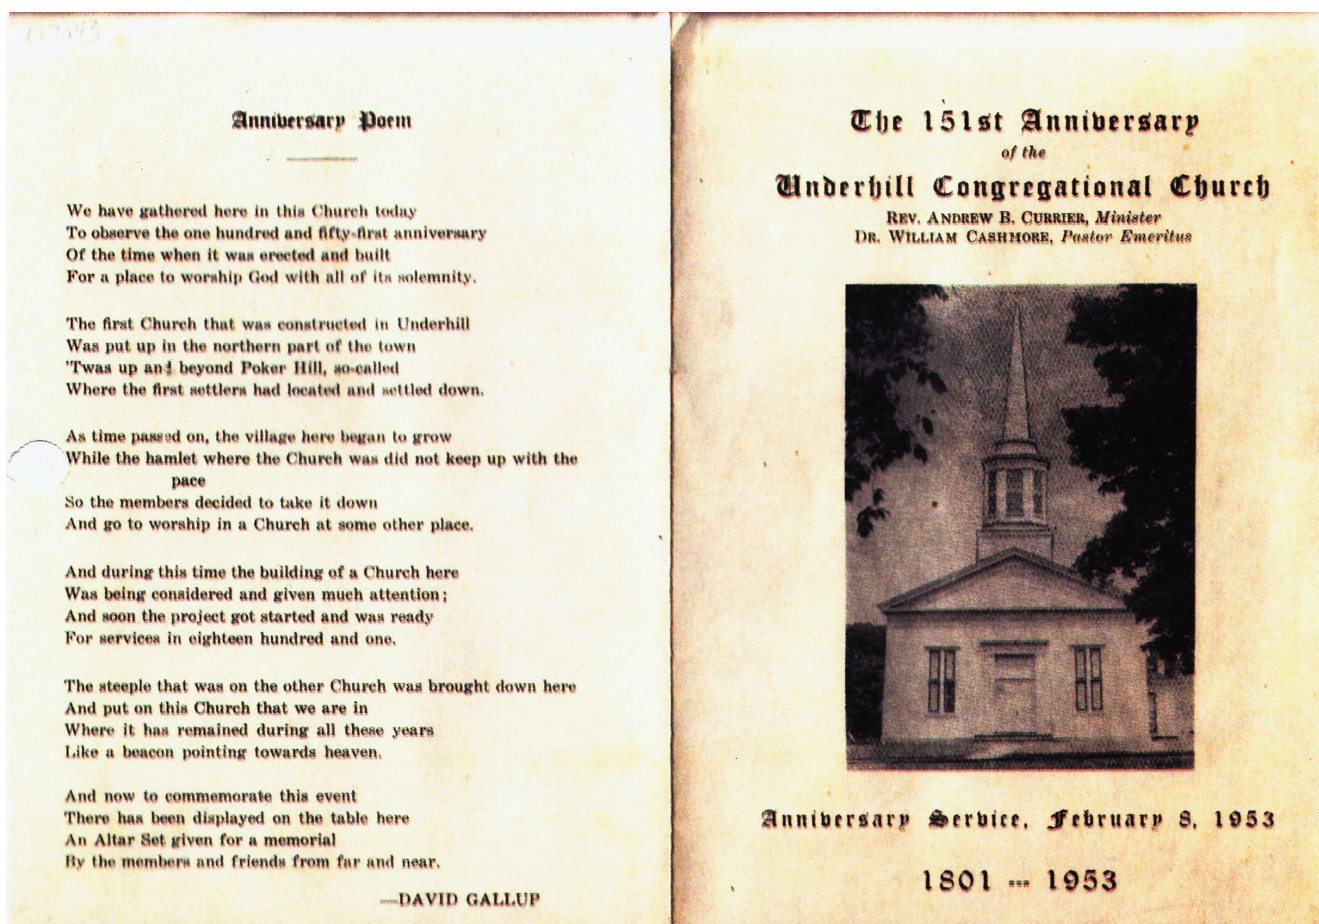 Anniversary Poem
We have gathered here in this Church today
To observe the one hundred and fifty-first anniversary
Of the time when it was erected and built
For a place to worship God with all of its solemnity.
The first Church that was constructed in Underhill
Was put up in the northern part of the town
'Twas up and beyond Poker Hill, so-called
Where the first settlers had located and settled down.
As time passed on, the village here began to grow
While the hamlet where the Church was did not keep up with the
pace
So the members decided to take it down
And go to worship in a Church at some other place.
And during this time the building of a Church here
Was being considered and given much attention;
And soon the project got started and was ready
For services in eighteen hundred and one.
The steeple that was on the other Church was brought down here
And put on this Church that we are in
Where it has remained during all these years
Like a beacon pointing towards heaven.
And now to commemorate this event
There has been displayed on the table here
An Altar Set given for a memorial
By the members and friends from far and near.
—DAVID GALLUP
The 151st Anniversary
of the
Underhill Congregational Church
REV. ANDREW B. CURRIER, Minister
DR. WILLIAM CASHMORE, Pastor Emeritus
Anniversary Service, February 8, 1953
1801 --- 1953